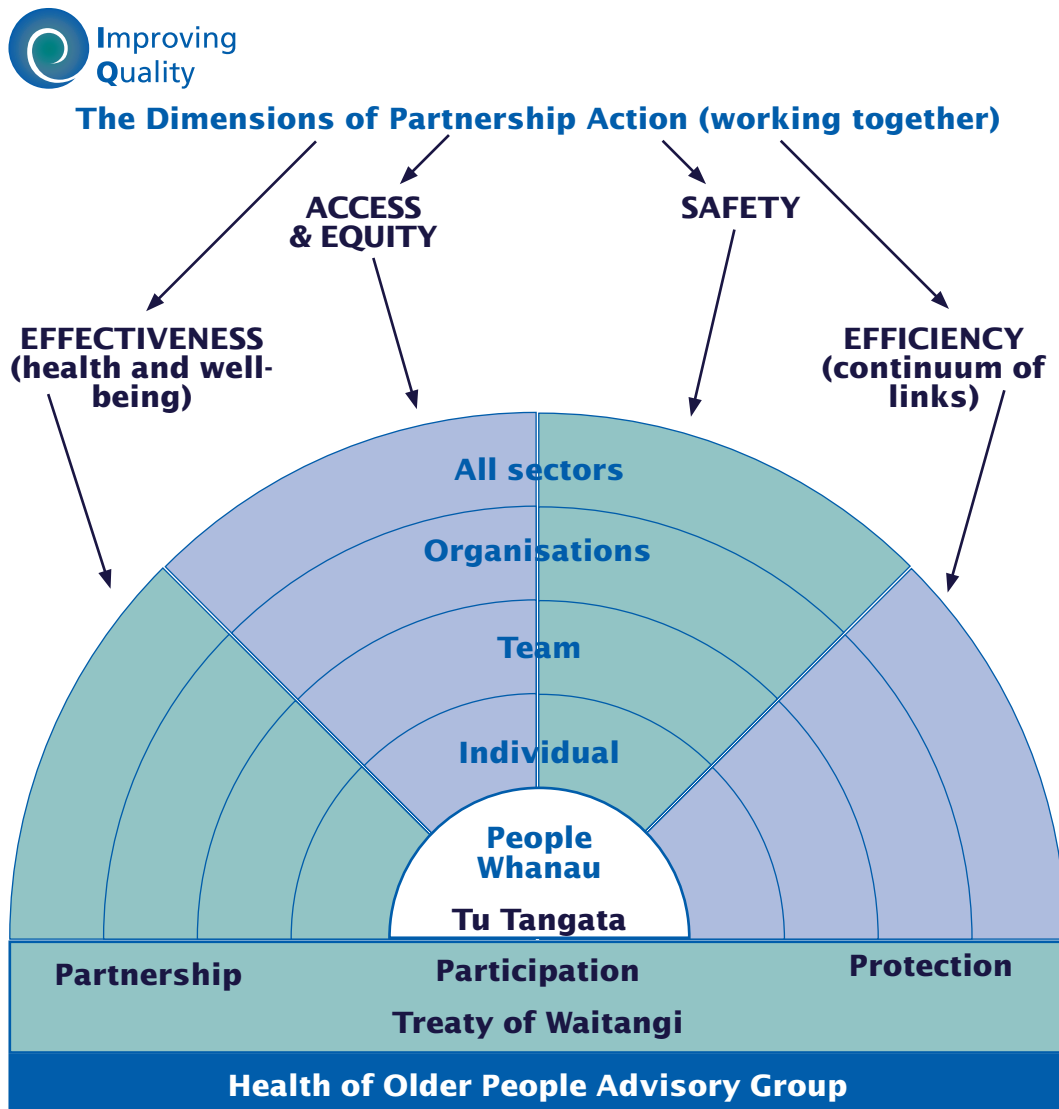 Improving
Quality
The Dimensions of Partnership Action (working together)
ACCESS
& EQUITY
SAFETY
EFFECTIVENESS
(health and well-
being)
EFFICIENCY
(continuum of
links)
All sectors
Organisations
Team
Individual
People
Whanau
Tu Tangata
Partnership
Participation
Protection
Treaty of Waitangi
Health of Older People Advisory Group